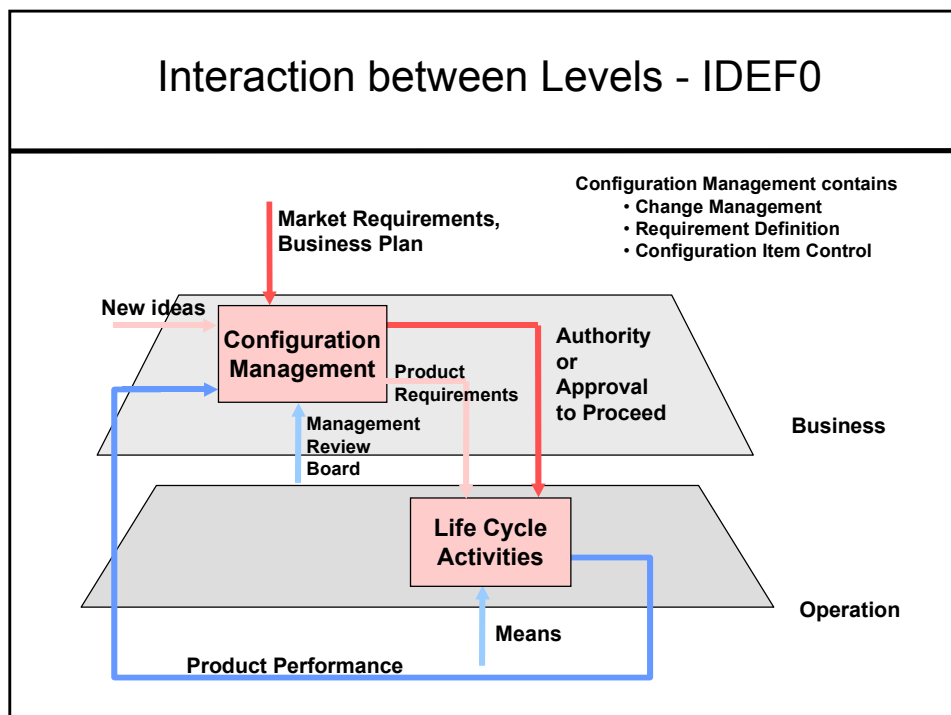 Interaction between Levels - IDEF0
Configuration Management contains
• Change Management
• Requirement Definition
• Configuration Item Control
Market Requirements,
Business Plan
New ideas
Configuration
Management
Authority
or
Approval
to Proceed
Product
Requirements
Management
Review
Board
Business
Life Cycle
Activities
Operation
Means
Product Performance